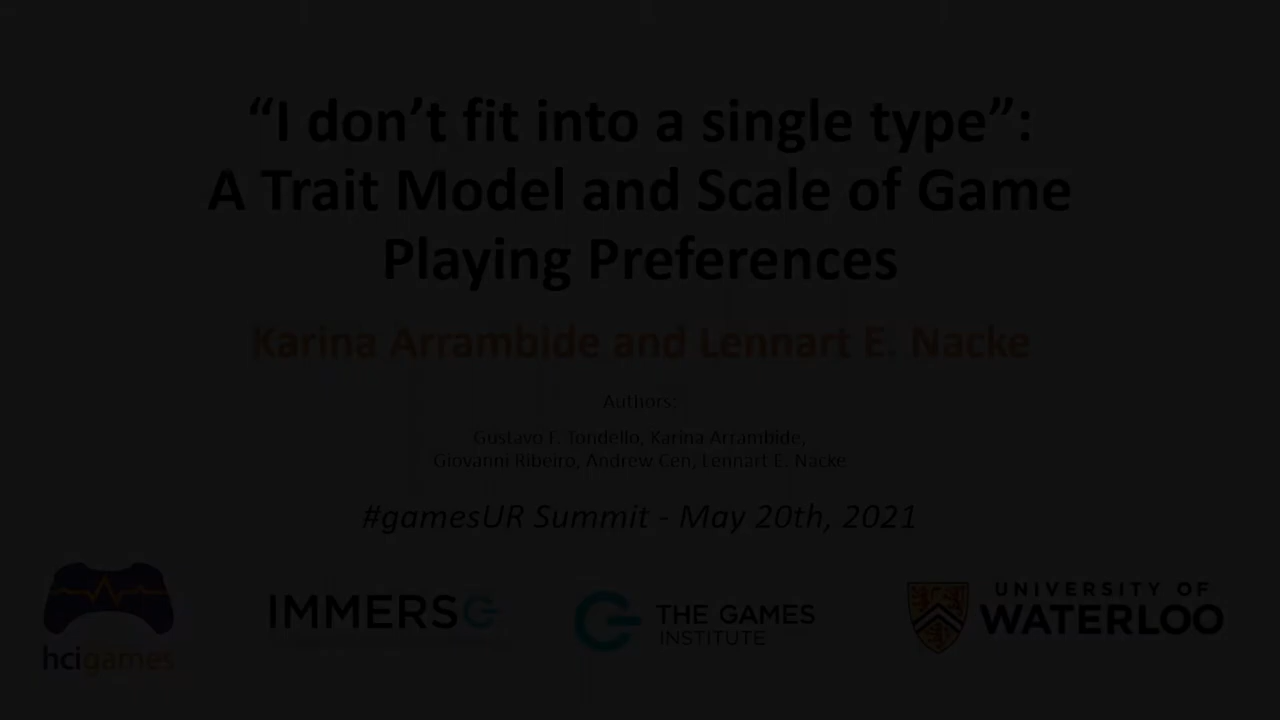 “I don’t fit into a single type”:
A Trait Model and Scale of Game
Playing Preferences
Karina Arrambide and Lennart E. Nacke
Authors:
Gustavo F. Tondello, Karina Arrambide,
Giovanni Ribeiro, Andrew Cen, Lennart E. Nacke
#gamesUR Summit - May 20th, 2021
hcigames
IMMERSe
THE GAMES
INSTITUTE
UNIVERSITY OF
WATERLOO